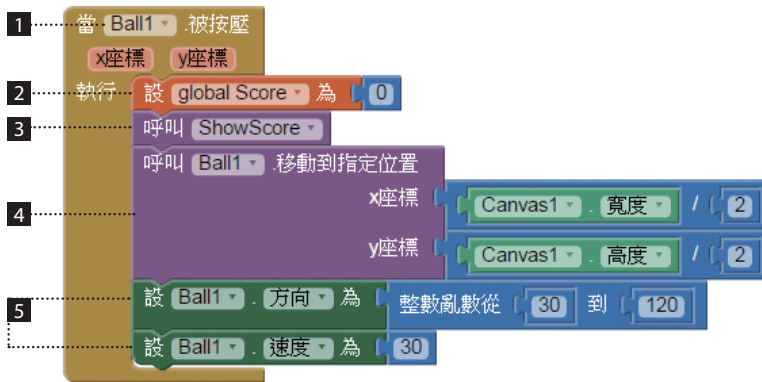 1 當 Ball1 .被按壓
x座標 y座標
2 執行 設 global Score 為 0
3 呼叫 ShowScore
4 呼叫 Ball1 .移動到指定位置
x座標 Canvas1 . 寬度 / 2
y座標 Canvas1 . 高度 / 2
5 設 Ball1 . 方向 為 整數亂數從 30 到 120
設 Ball1 . 速度 為 30